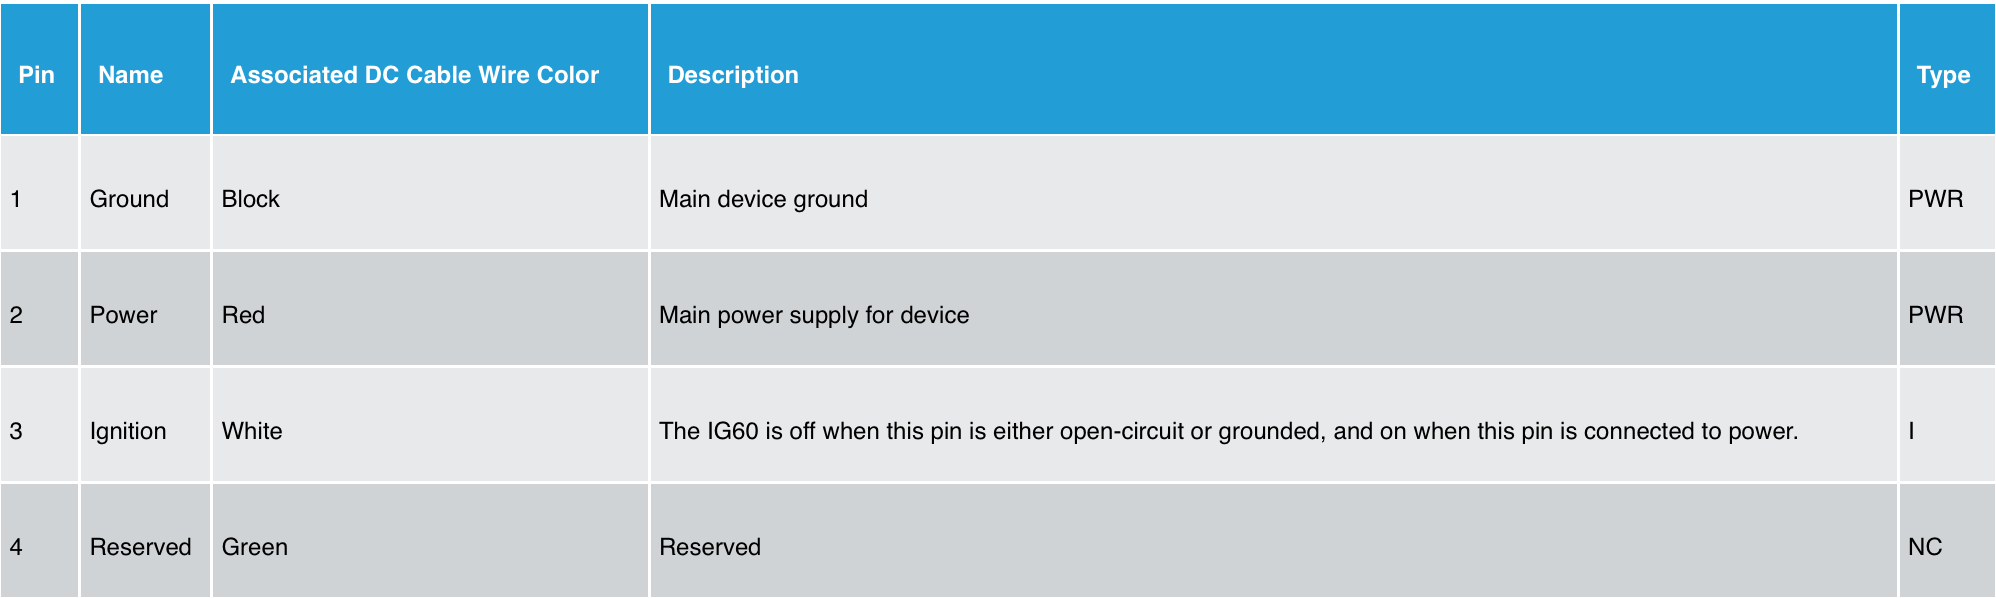 Pin Name Associated DC Cable Wire Color Description Type
1 Ground Block Main device ground PWR
2 Power Red Main power supply for device PWR
3 Ignition White The IG60 is off when this pin is either open-circuit or grounded, and on when this pin is connected to power. I
4 Reserved Green Reserved NC